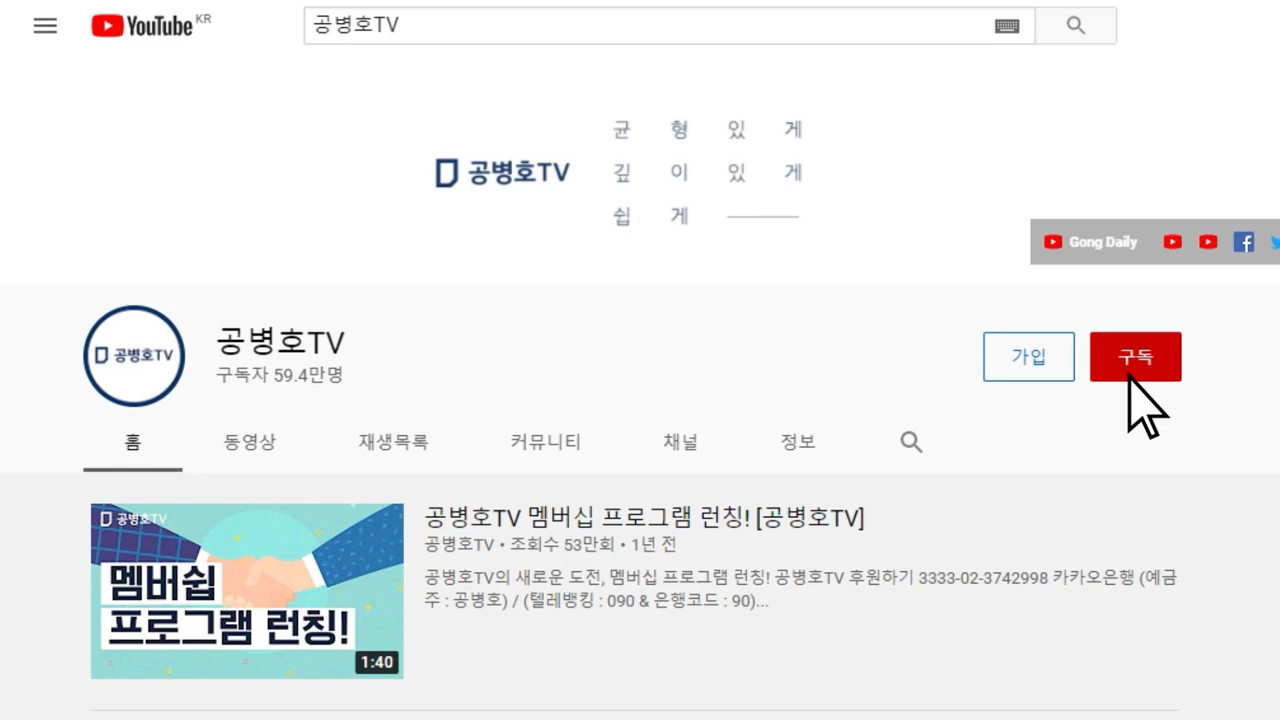 YouTube KR
공병호TV
균형있게
공병호TV 깊이있게
쉽게
Gong Daily
공병호TV
공병호TV
구독자 59.4만명
가입
구독
홈 동영상 재생목록 커뮤니티 채널 정보
공병호TV
멤버쉽
프로그램 런칭!
1:40
공병호TV 멤버십 프로그램 런칭! [공병호TV]
공병호TV • 조회수 53만회 • 1년 전
공병호TV의 새로운 도전, 멤버십 프로그램 런칭! 공병호TV 후원하기 3333-02-3742998 카카오은행 (예금
주 : 공병호) / (텔레뱅킹 : 090 & 은행코드 : 90)...